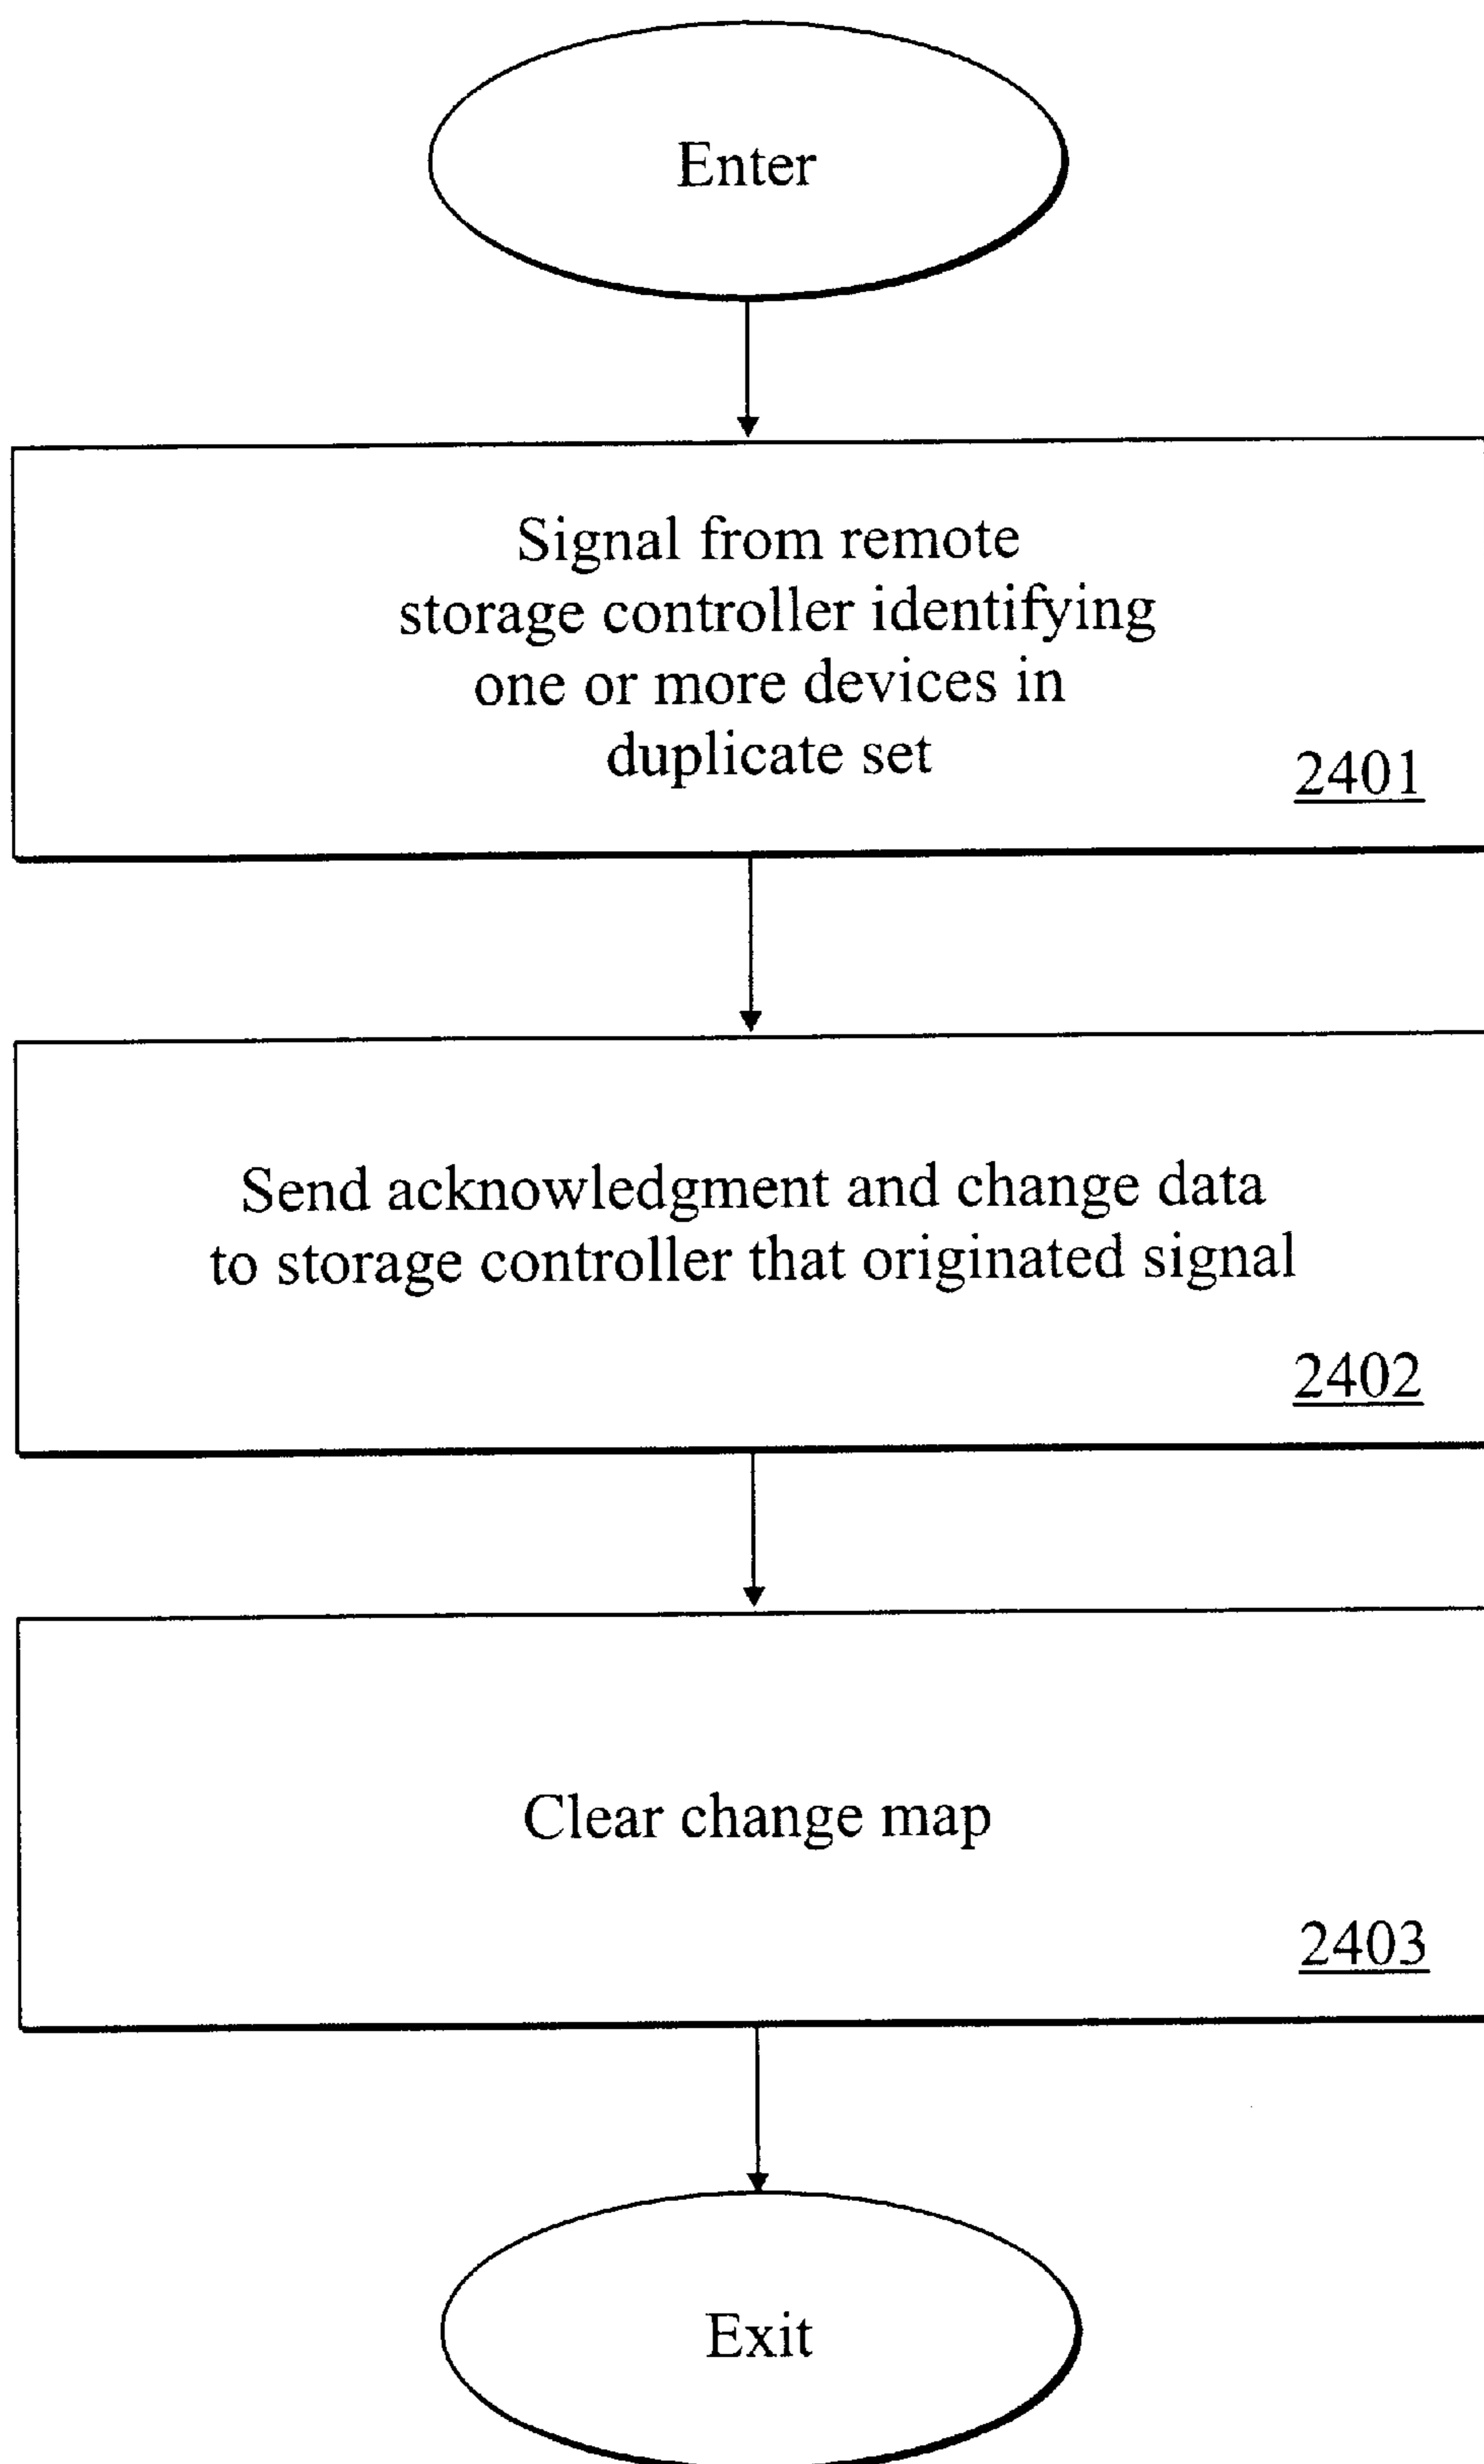 Enter
Signal from remote
storage controller identifying
one or more devices in
duplicate set
2401
Send acknowledgment and change data
to storage controller that originated signal
2402
Clear change map
2403
Exit